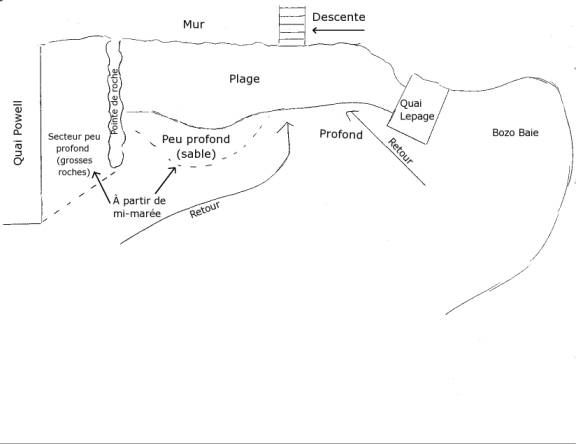 Mur
Descente
Plage
Quai Powell
Pointe de roche
Quai
Lepage
Secteur peu
profond
(grosses
roches)
Peu profond
(sable)
Profond
Bozo Baie
Retour
À partir de
mi-marée
Retour